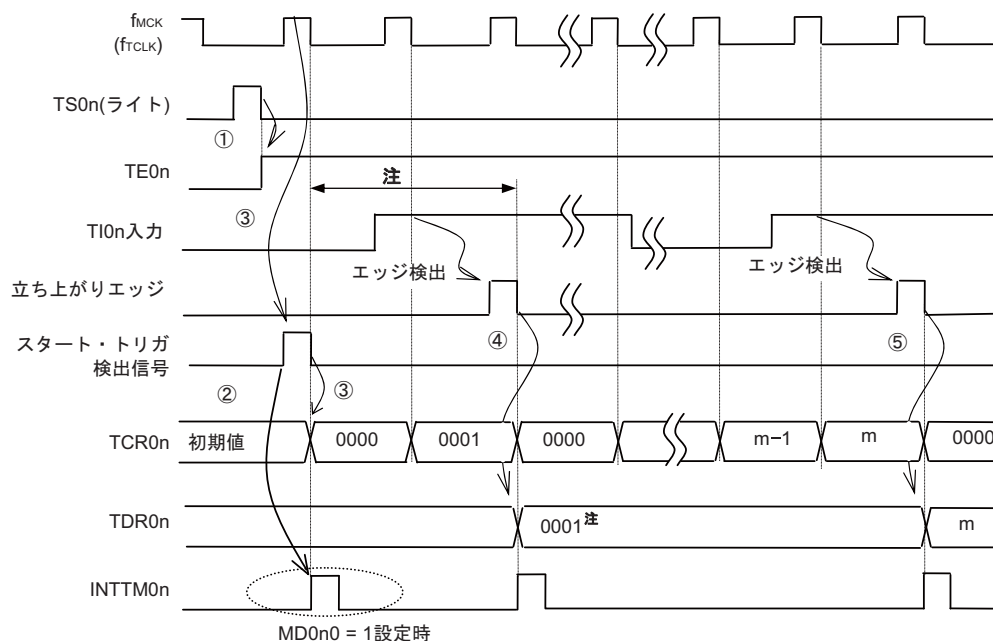 fMCK
(fTCLK)
TS0n(ライト)
①
TE0n
注
③
TI0n入力
エッジ検出
エッジ検出
立ち上がりエッジ
④
⑤
スタート・トリガ
検出信号
②
③
TCR0n
初期値
0000
0001
0000
m−1
m
0000
TDR0n
0001注
m
INTTM0n
MD0n0 = 1設定時